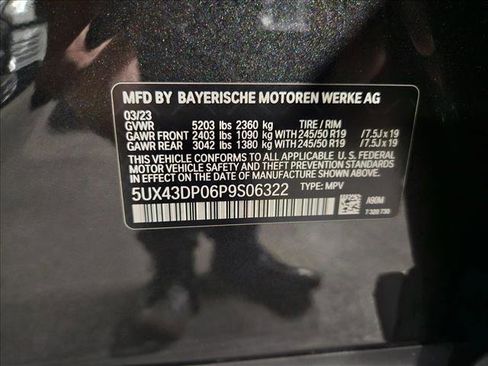 MFD BY BAYERISCHE MOTOREN WERKE AG
03/23
GVWR 5203 lbs 2360 kg TIRE / RIM
GAWR FRONT 2403 lbs 1090 kg WITH 245/50 R19 /7.5J x 19
GAWR REAR 3042 lbs 1380 kg WITH 245/50 R19 /7.5J x 19
THIS VEHICLE CONFORMS TO ALL APPLICABLE U. S. FEDERAL
MOTOR VEHICLE SAFETY AND THEFT PREVENTION STANDARDS
IN EFFECT ON THE DATE OF MANUFACTURE SHOWN ABOVE.
5UX43DP06P9S06322 TYPE: MPV
A90M
7 320 730